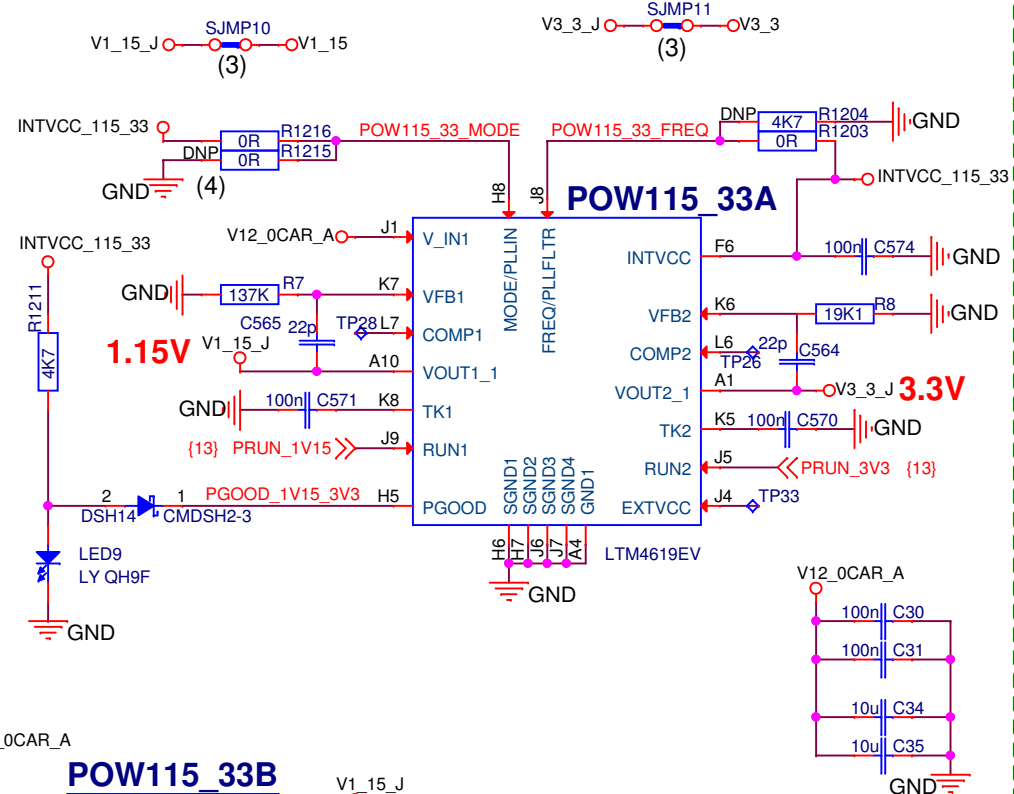 SJMP10
V1_15_J V1_15
(3)
SJMP11
V3_3_J V3_3
(3)
INTVCC_115_33
0R R1216
DNP 0R R1215
GND (4)
POW115_33_MODE
POW115_33_FREQ
DNP 4K7 R1204 GND
0R R1203
INTVCC_115_33
H8
J8
POW115_33A
INTVCC_115_33
R1211
4K7
V12_0CAR_A J1 V_IN1
MODE/PLLIN
FREQ/PLLFLTR
INTVCC F6 100n C574 GND
GND 137K R7 K7 VFB1
VFB2 K6 19K1 R8 GND
C565 22p TP28 L7 COMP1
COMP2 L6 TP26 22p C564
1.15V
V1_15_J A10 VOUT1_1
VOUT2_1 A1 V3_3_J 3.3V
GND 100n C571 K8 TK1
TK2 K5 100n C570 GND
{13} PRUN_1V15 J9 RUN1
RUN2 J5 PRUN_3V3 {13}
2 DSH14 1 CMDSH2-3
PGOOD_1V15_3V3 H5 PGOOD
SGND1
SGND2
SGND3
SGND4
GND1
EXTVCC J4 TP33
H6
H7
J6
J7
A4
LTM4619EV
GND
LED9
LY QH9F
GND
V12_0CAR_A
100n C30
100n C31
10u C34
10u C35
GND
_0CAR_A
POW115_33B
V1_15_J